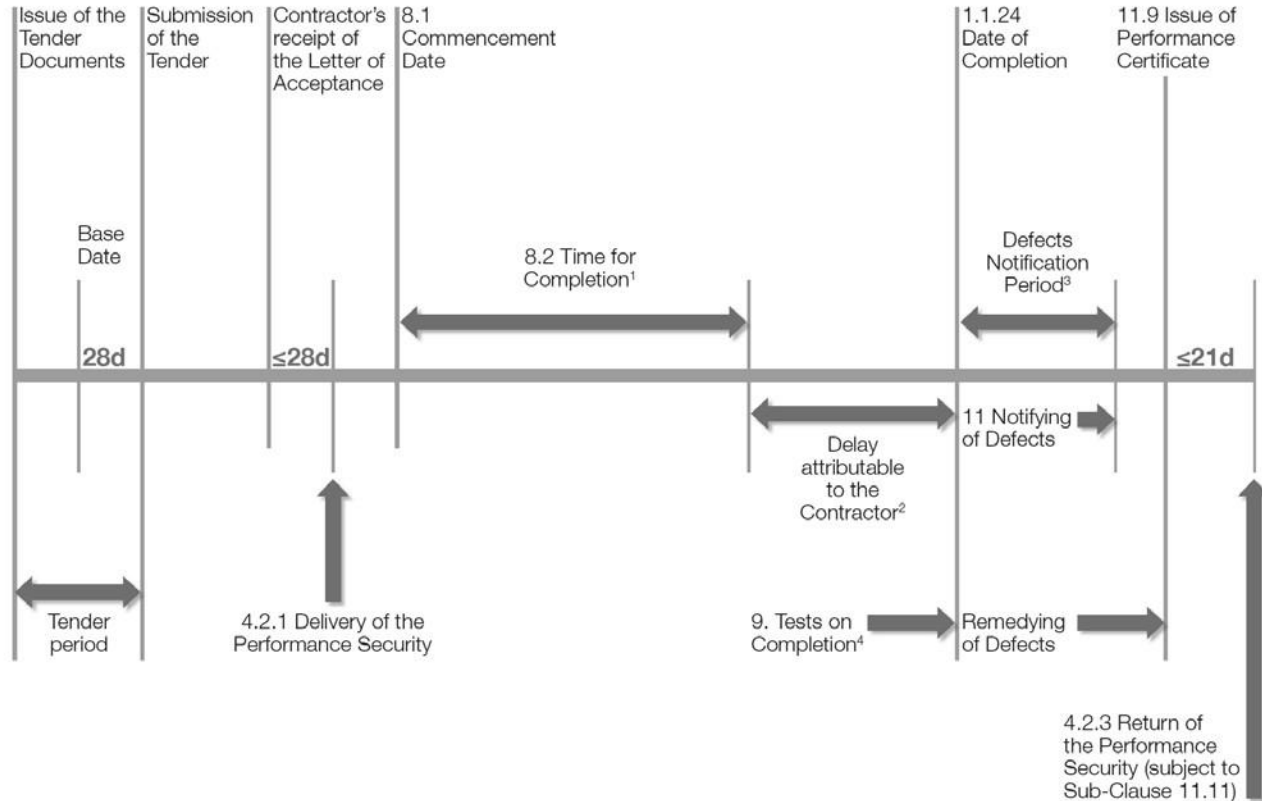 Issue of the
Tender
Documents
Submission
of the
Tender
Contractor’s
receipt of
the Letter of
Acceptance
8.1
Commencement
Date
1.1.24
Date of
Completion
11.9 Issue of
Performance
Certificate
Base
Date
8.2 Time for
Completion¹
Defects
Notification
Period³
28d
≤28d
≤21d
Delay
attributable
to the
Contractor²
11 Notifying
of Defects
Tender
period
4.2.1 Delivery of the
Performance Security
9. Tests on
Completion⁴
Remedying
of Defects
4.2.3 Return of
the Performance
Security (subject to
Sub-Clause 11.11)